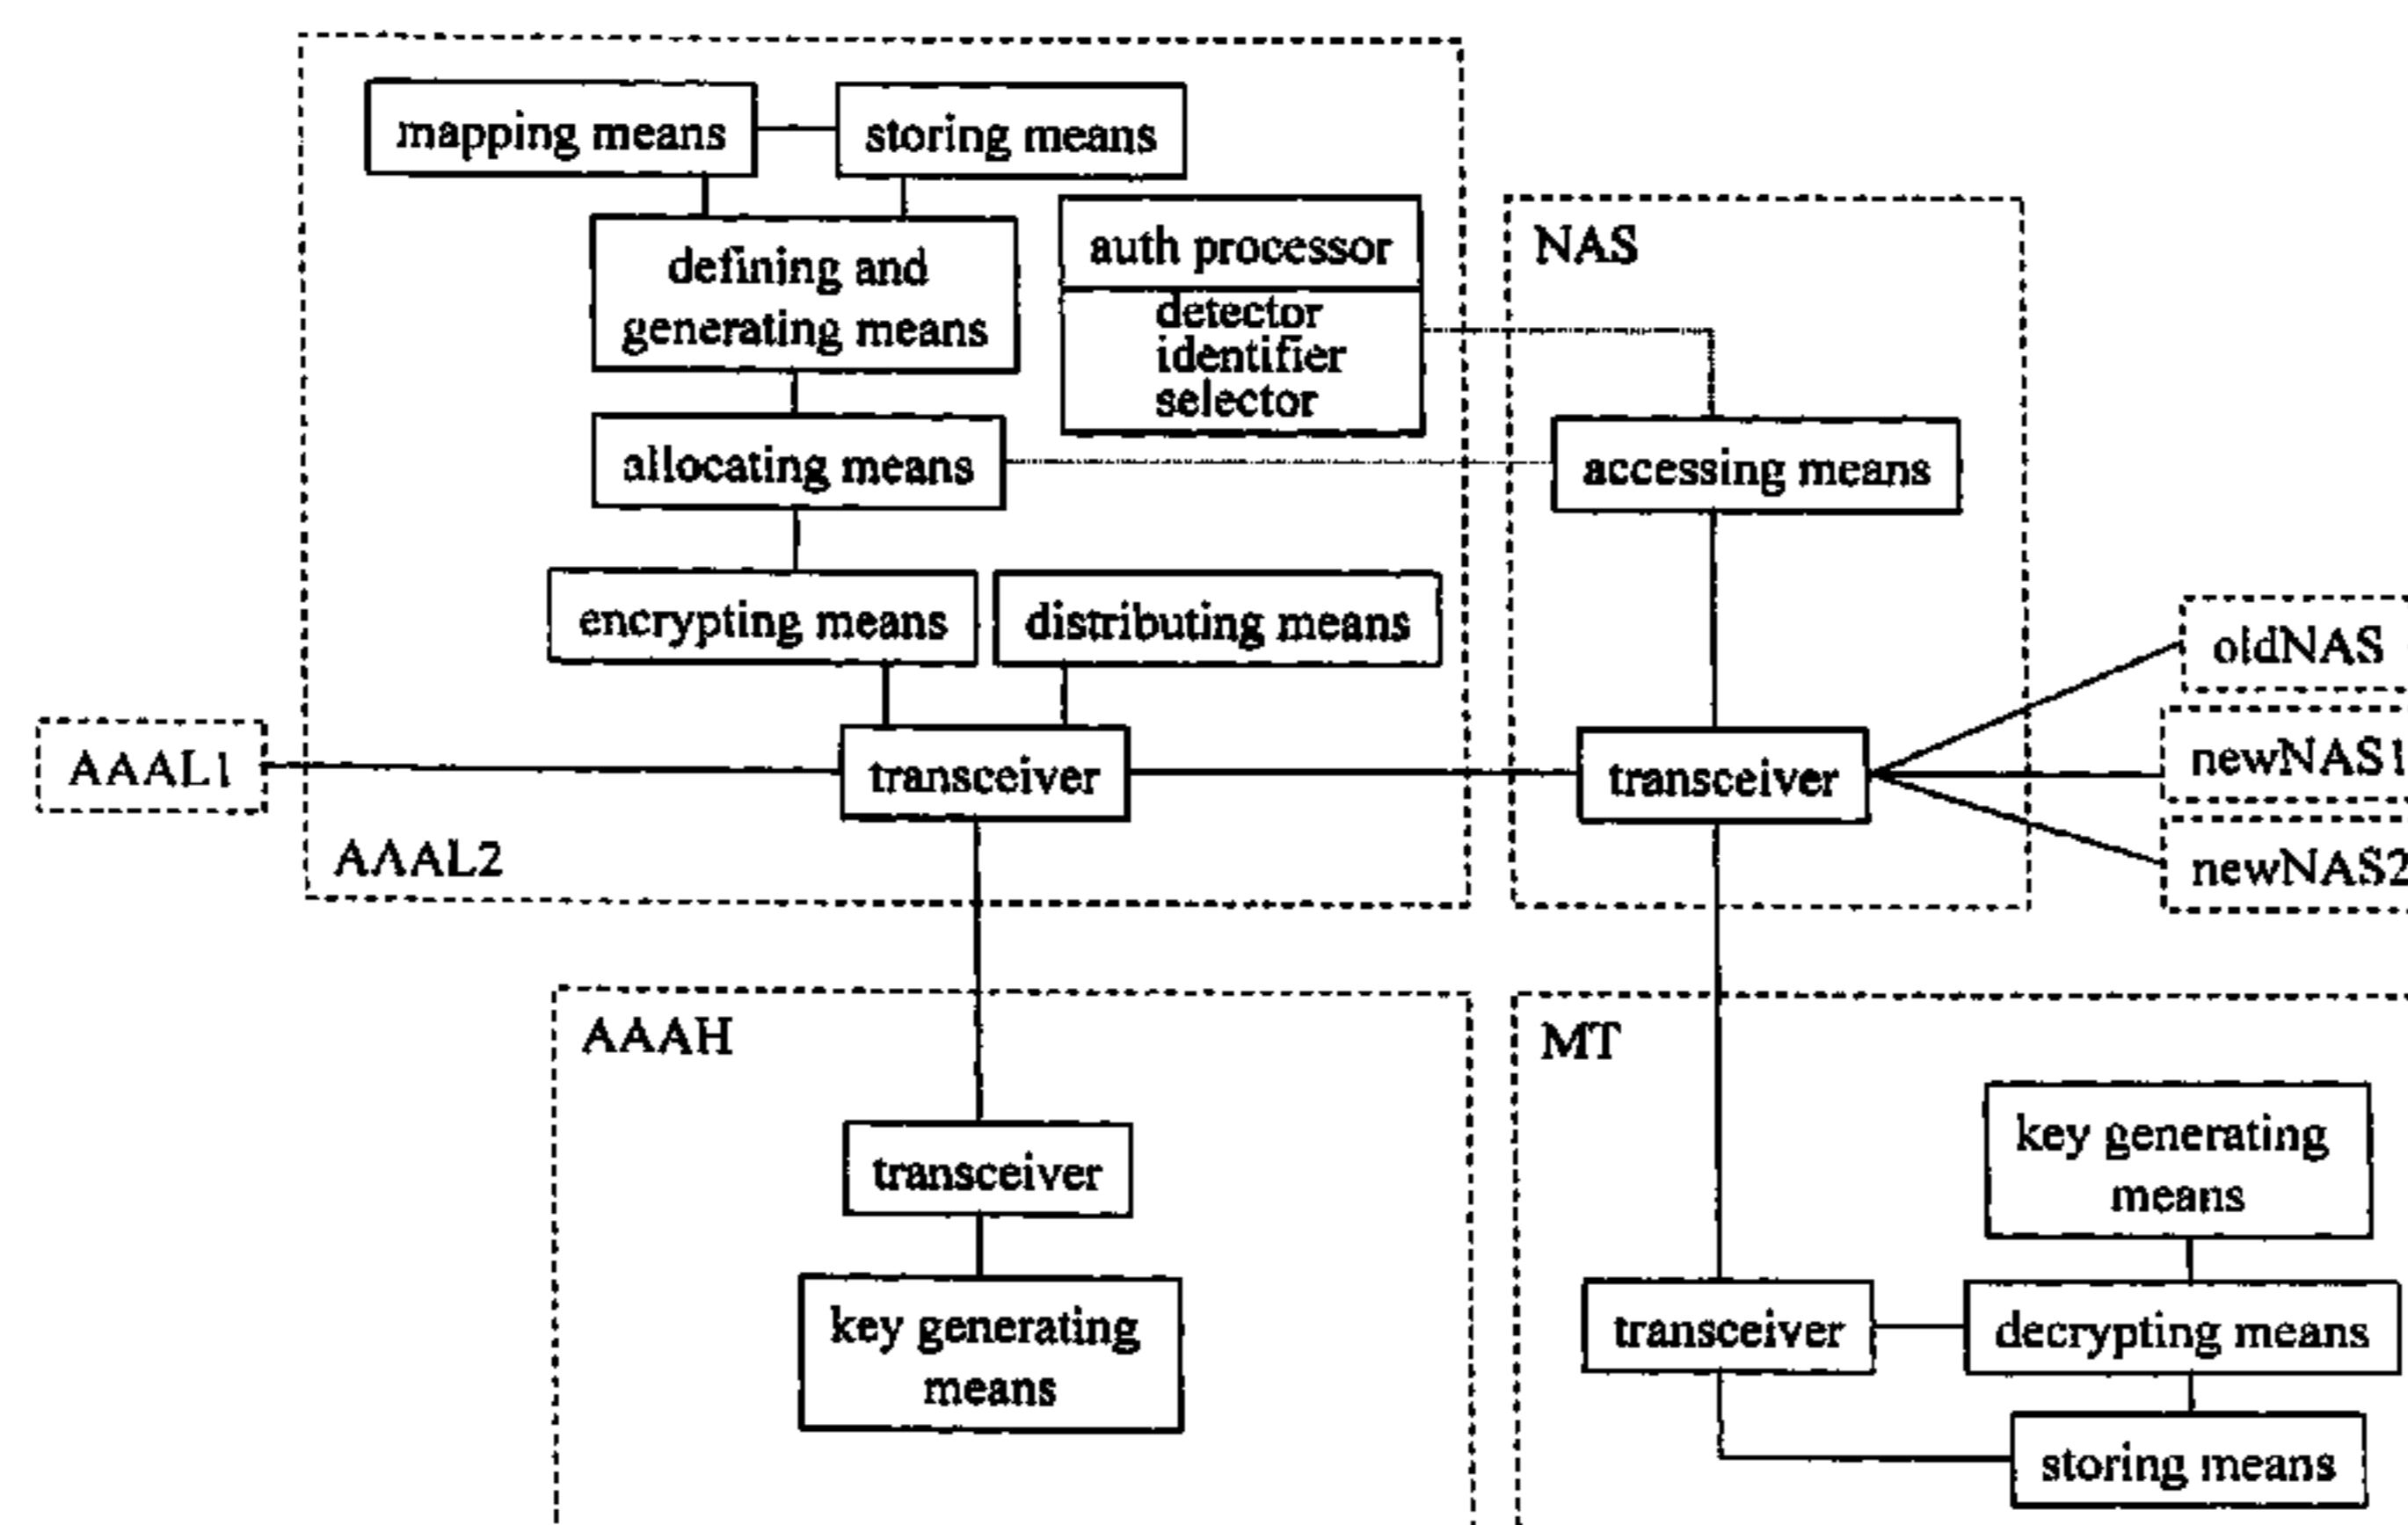 mapping means
storing means
defining and
generating means
auth processor
detector
identifier
selector
allocating means
encrypting means
distributing means
transceiver
AAAL1
AAAL2
NAS
accessing means
transceiver
oldNAS
newNAS1
newNAS2
AAAH
transceiver
key generating
means
MT
key generating
means
transceiver
decrypting means
storing means